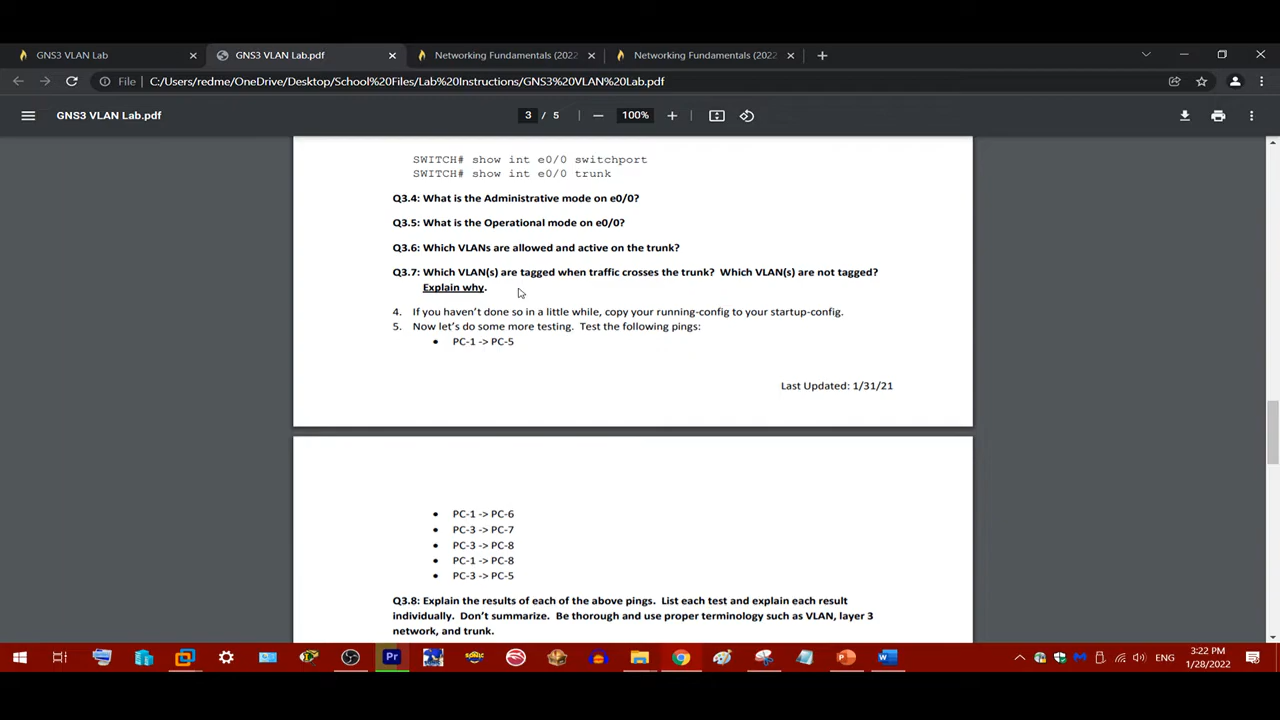 GNS3 VLAN Lab
GNS3 VLAN Lab.pdf
Networking Fundamentals (2022
Networking Fundamentals (2022
File
C:/Users/redme/OneDrive/Desktop/School%20Files/Lab%20Instructions/GNS3%20VLAN%20Lab.pdf
GNS3 VLAN Lab.pdf
3 / 5
100%
SWITCH# show int e0/0 switchport
SWITCH# show int e0/0 trunk
Q3.4: What is the Administrative mode on e0/0?
Q3.5: What is the Operational mode on e0/0?
Q3.6: Which VLANs are allowed and active on the trunk?
Q3.7: Which VLAN(s) are tagged when traffic crosses the trunk? Which VLAN(s) are not tagged?
Explain why.
4. If you haven't done so in a little while, copy your running-config to your startup-config.
5. Now let's do some more testing. Test the following pings:
• PC-1 -> PC-5
Last Updated: 1/31/21
• PC-1 -> PC-6
• PC-3 -> PC-7
• PC-3 -> PC-8
• PC-1 -> PC-8
• PC-3 -> PC-5
Q3.8: Explain the results of each of the above pings. List each test and explain each result
individually. Don't summarize. Be thorough and use proper terminology such as VLAN, layer 3
network, and trunk.
Pr
ENG
3:22 PM
1/28/2022